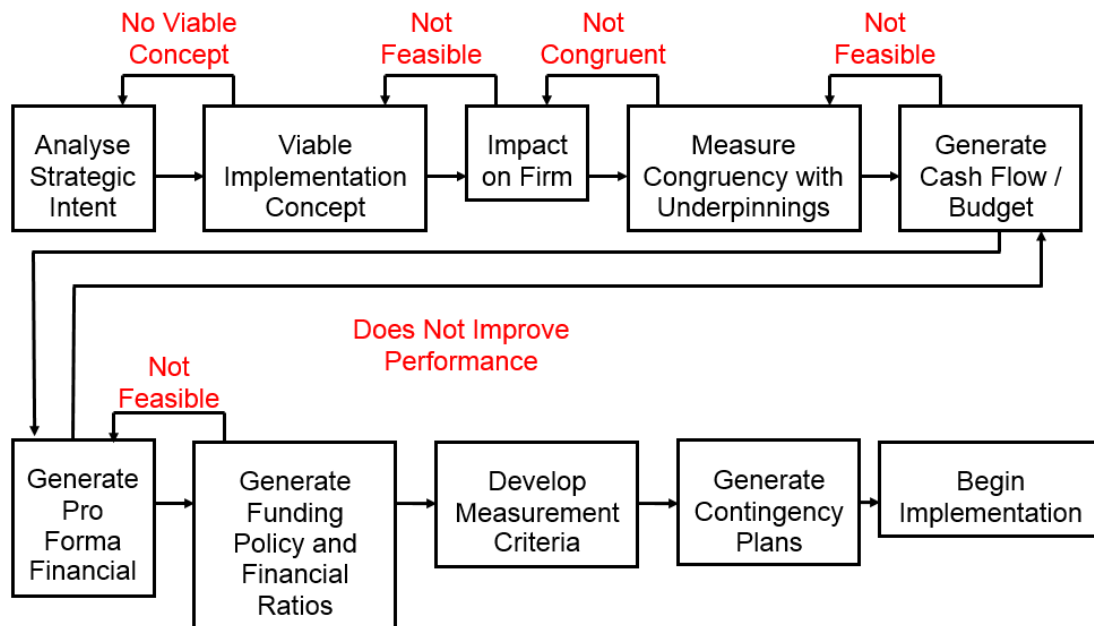 No Viable
Concept
Not
Feasible
Not
Congruent
Not
Feasible
Analyse
Strategic
Intent
Viable
Implementation
Concept
Impact
on Firm
Measure
Congruency with
Underpinnings
Generate
Cash Flow /
Budget
Does Not Improve
Performance
Not
Feasible
Generate
Pro
Forma
Financial
Generate
Funding
Policy and
Financial
Ratios
Develop
Measurement
Criteria
Generate
Contingency
Plans
Begin
Implementation